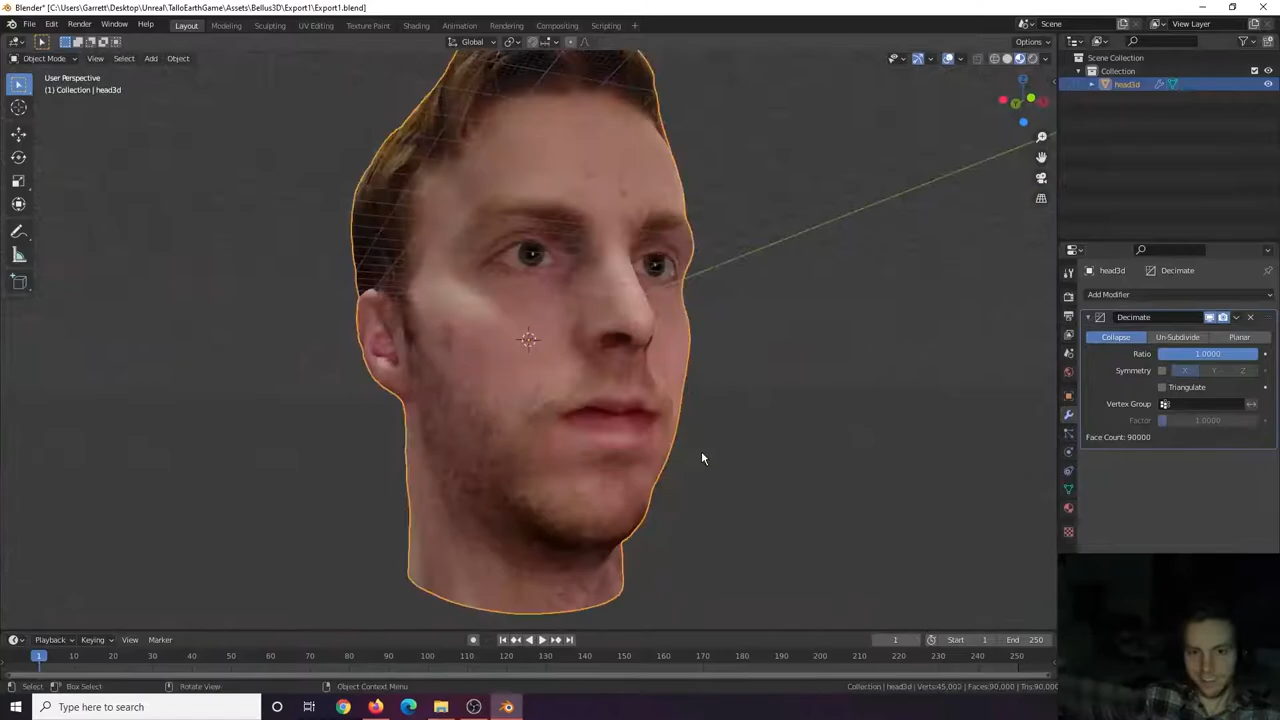 Blender* [C:\Users\Garrett\Desktop\Unreal\TalloEarthGame\Assets\Bellus3D\Export1\Export1.blend]
File Edit Render Window Help Layout Modeling Sculpting UV Editing Texture Paint Shading Animation Rendering Compositing Scripting Scene View Layer
Global Options
Object Mode View Select Add Object
User Perspective
(1) Collection | head3d
Scene Collection
Collection
head3d
head3d Decimate
Add Modifier
Decimate
Collapse Un-Subdivide Planar
Ratio 1.0000
Symmetry X Y Z
Triangulate
Vertex Group
Factor 1.0000
Face Count: 90000
Playback Keying View Marker 1 Start 1 End 250
1 10 20 30 40 50 60 70 80 90 100 110 120 130 140 150 160 170 180 190 200 210 220 230 240 250
Select Box Select Rotate View Object Context Menu Collection | head3d | Verts:45,002 | Faces:90,000 | Tris:90,000
Type here to search